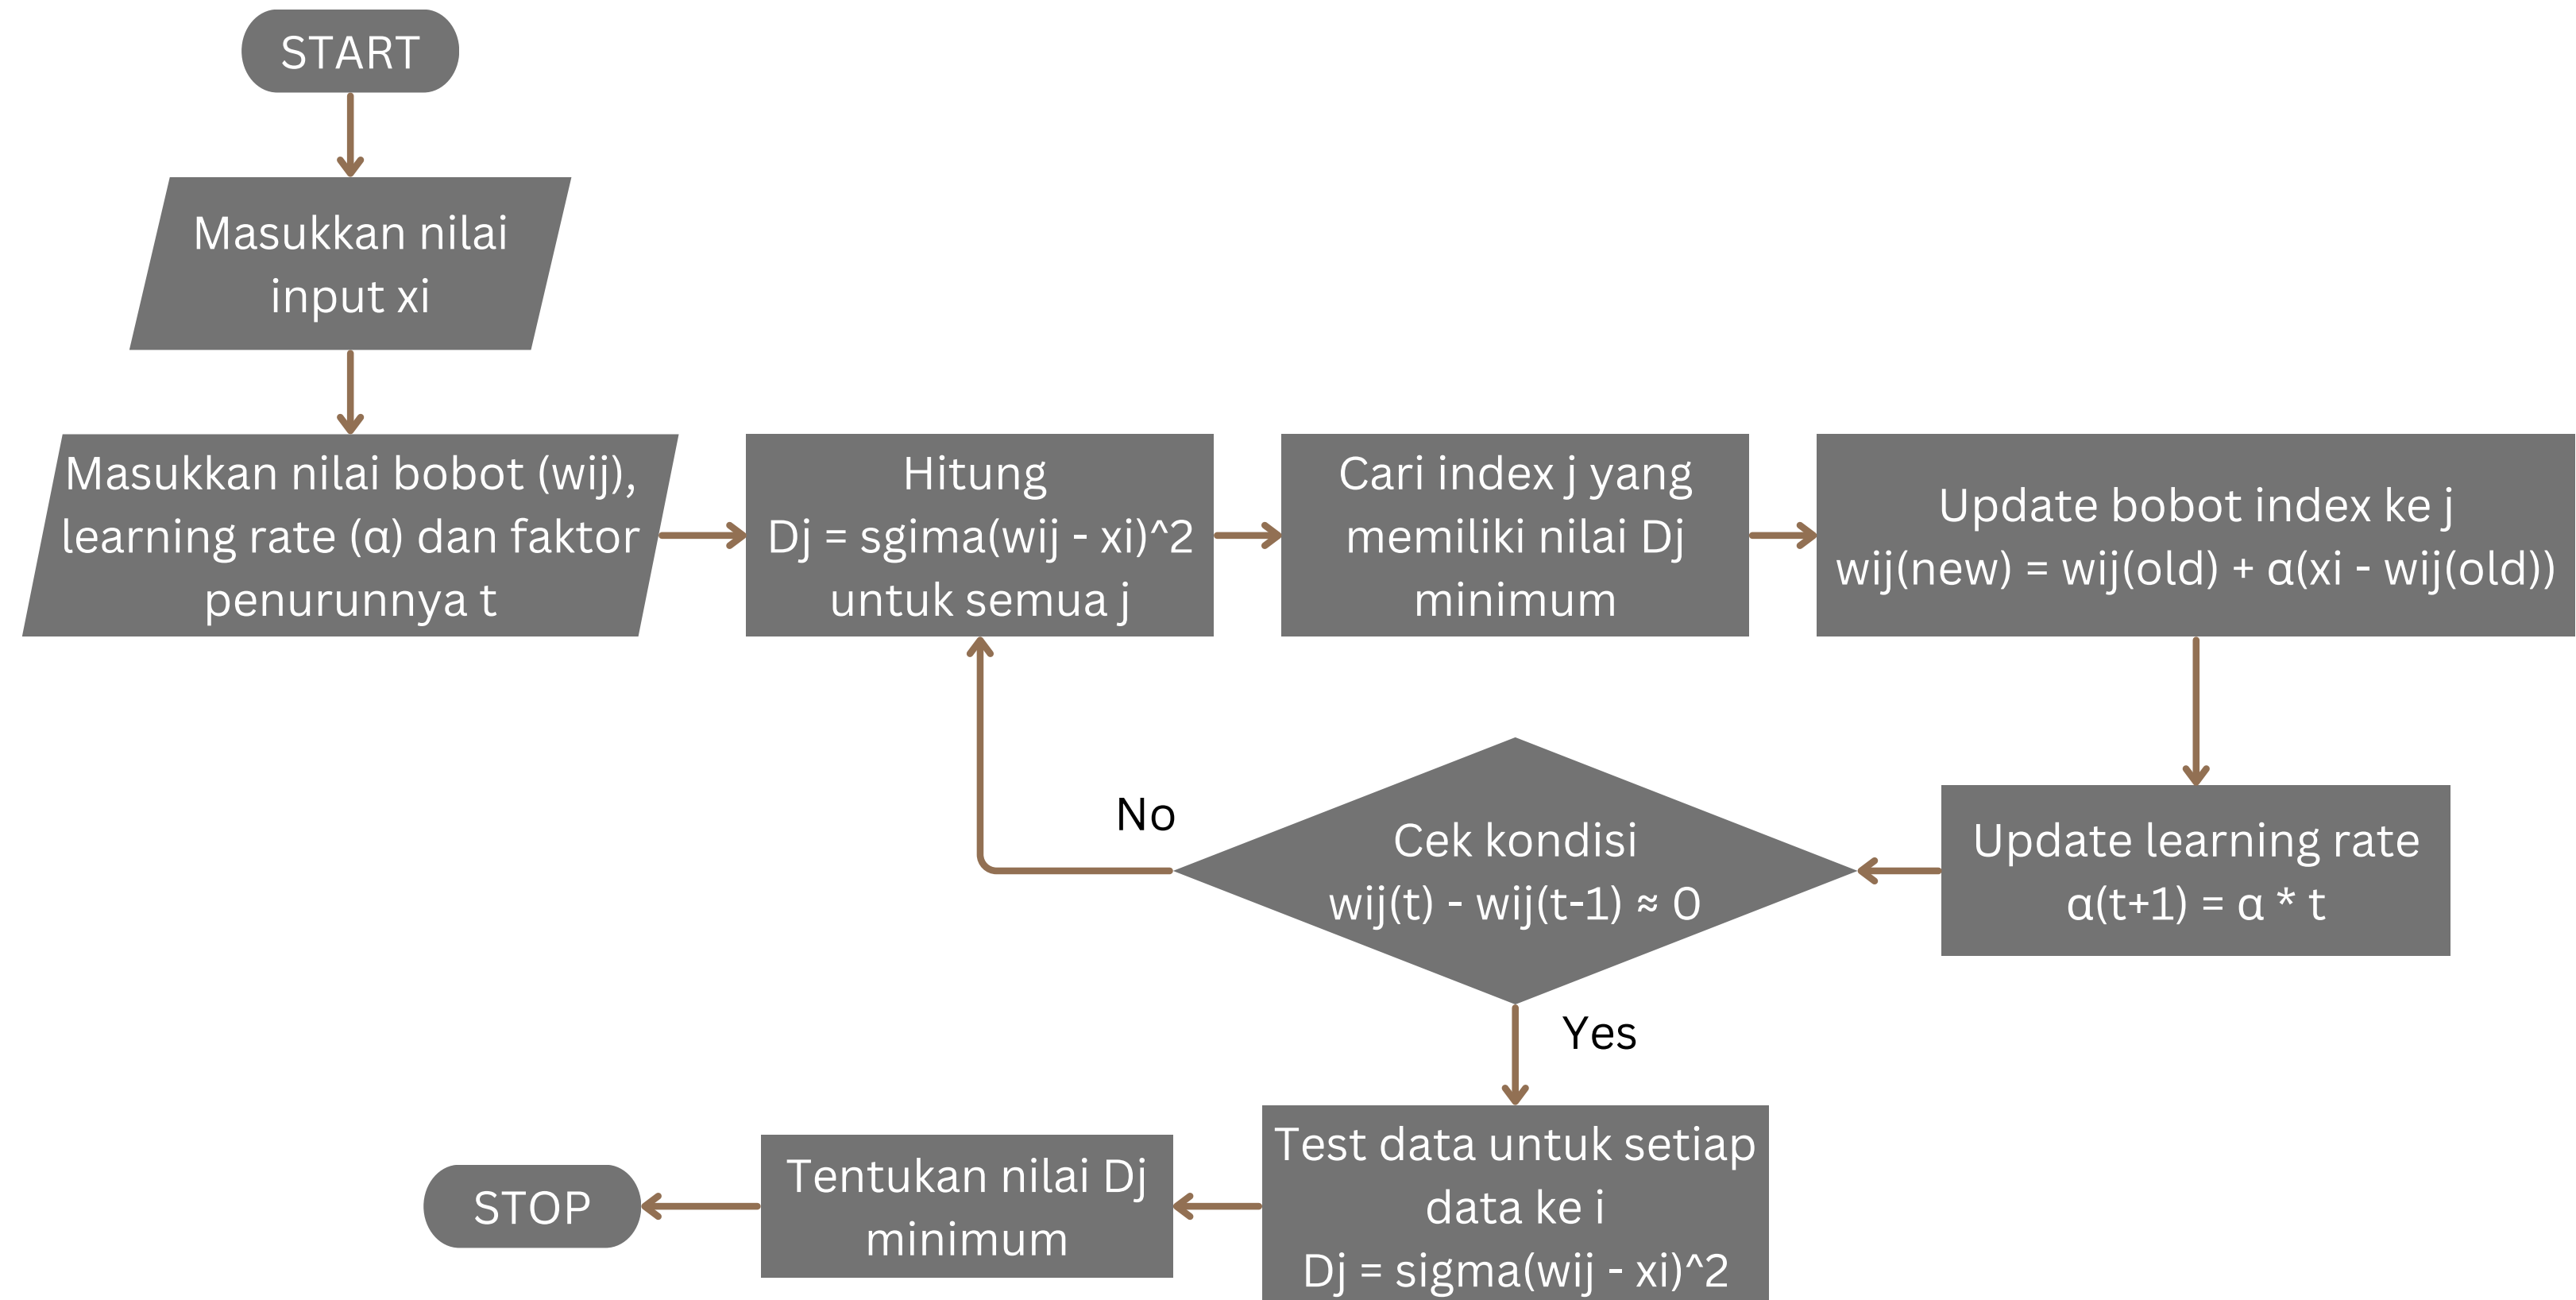 START
Masukkan nilai
input xi
Masukkan nilai bobot (wij),
learning rate (α) dan faktor
penurunnya t
Hitung
Dj = sgima(wij - xi)^2
untuk semua j
Cari index j yang
memiliki nilai Dj
minimum
Update bobot index ke j
wij(new) = wij(old) + α(xi - wij(old))
Update learning rate
α(t+1) = α * t
Cek kondisi
wij(t) - wij(t-1) ≈ 0
No
Yes
Test data untuk setiap
data ke i
Dj = sigma(wij - xi)^2
Tentukan nilai Dj
minimum
STOP